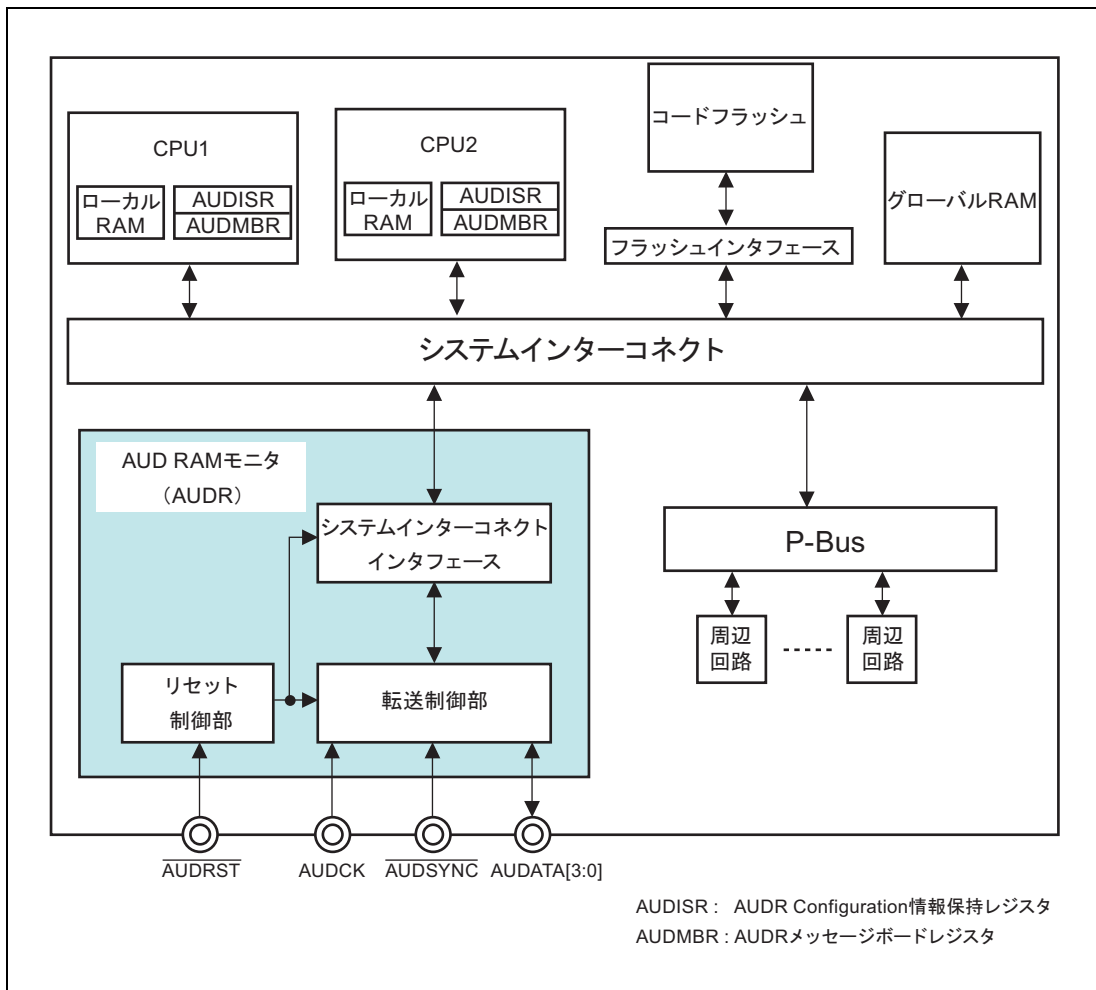 CPU1
ローカル
RAM
AUDISR
AUDMBR
CPU2
ローカル
RAM
AUDISR
AUDMBR
コードフラッシュ
フラッシュインタフェース
グローバルRAM
システムインターコネクト
AUD RAMモニタ
（AUDR）
システムインターコネクト
インタフェース
リセット
制御部
転送制御部
P-Bus
周辺
回路
周辺
回路
AUDRST
AUDCK
AUDSYNC
AUDATA[3:0]
AUDISR : AUDR Configuration情報保持レジスタ
AUDMBR : AUDRメッセージボードレジスタ